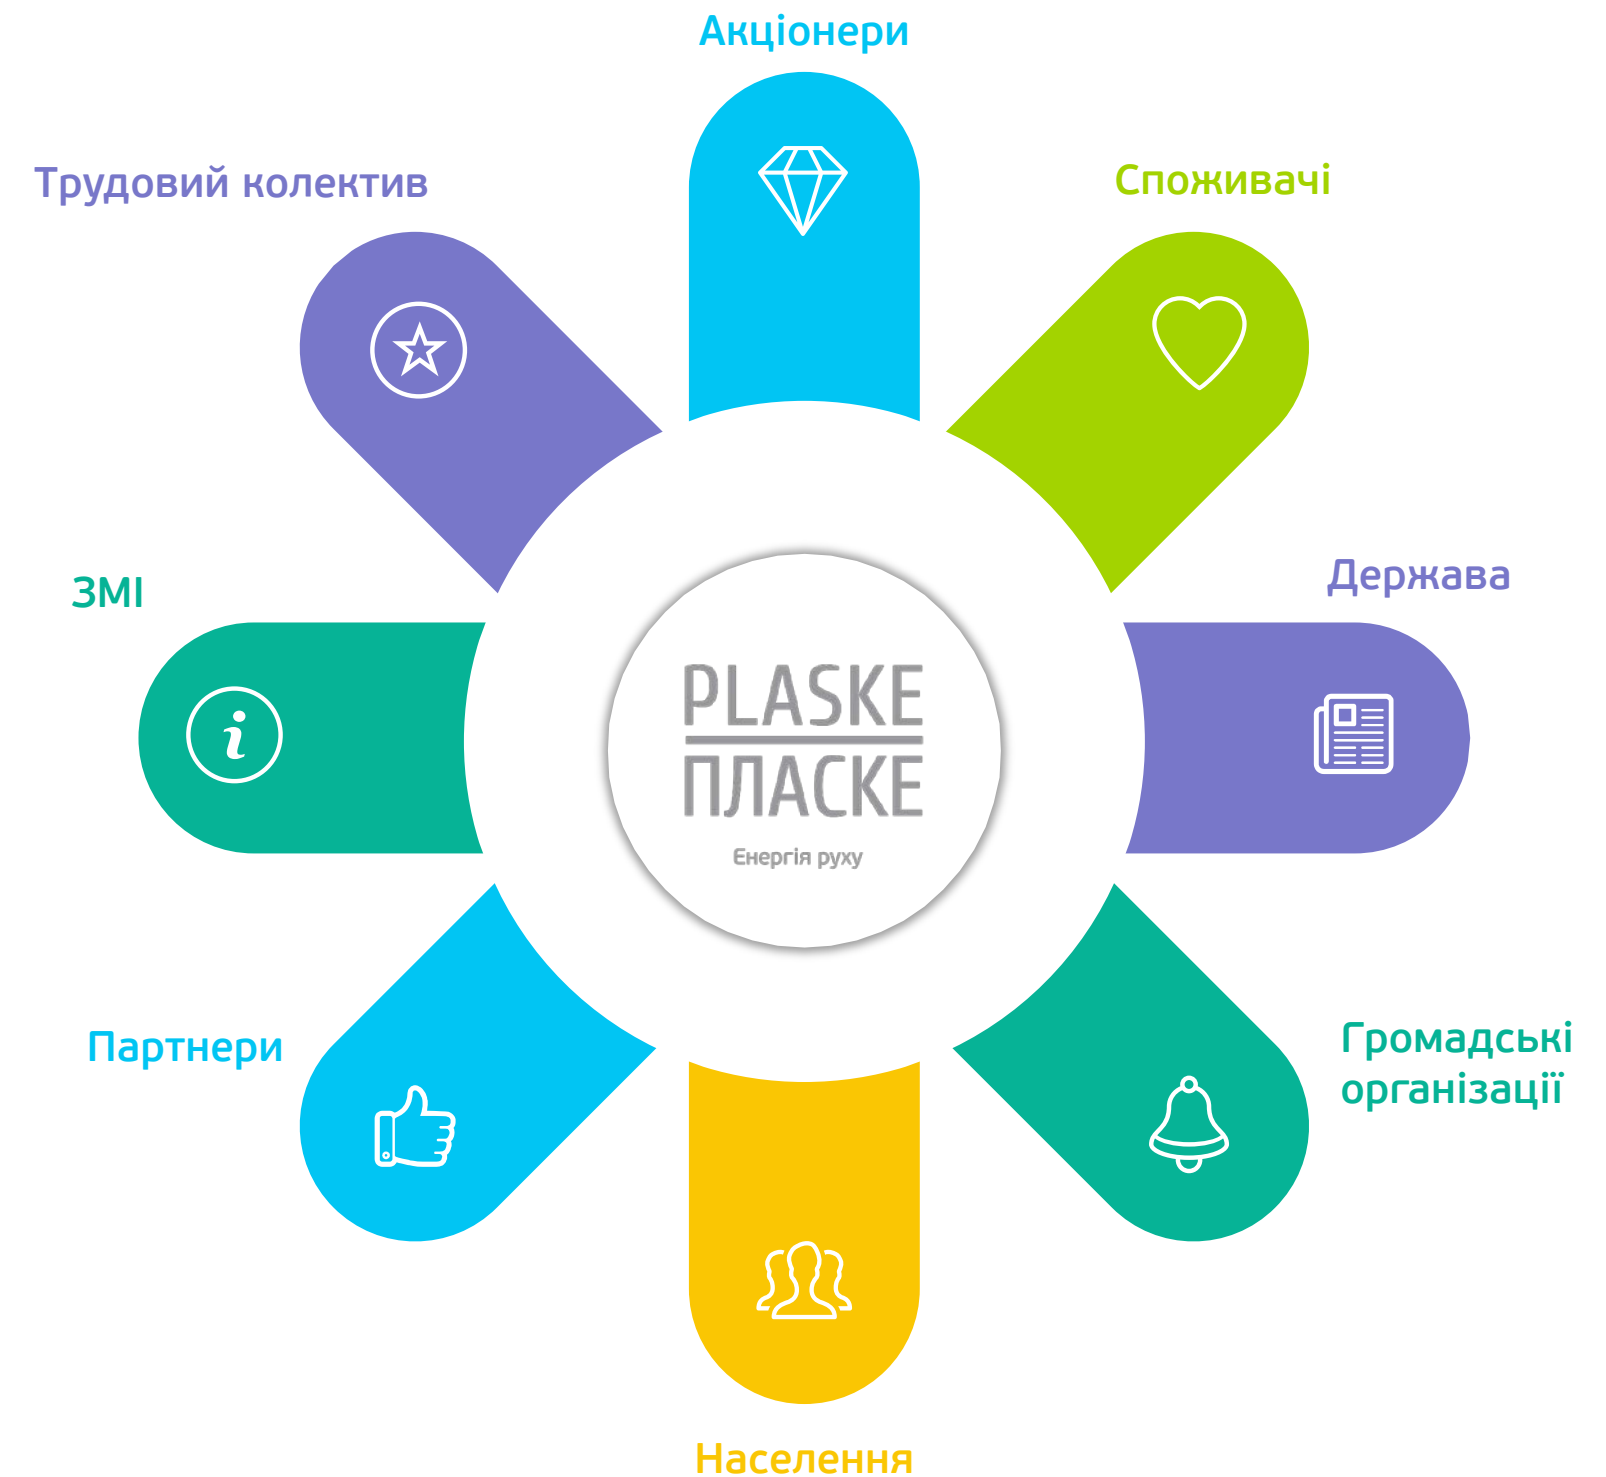 Акціонери
Трудовий колектив
Споживачі
ЗМІ
Держава
PLASKE
ПЛАСКЕ
Енергія руху
Партнери
Громадські
організації
Населення